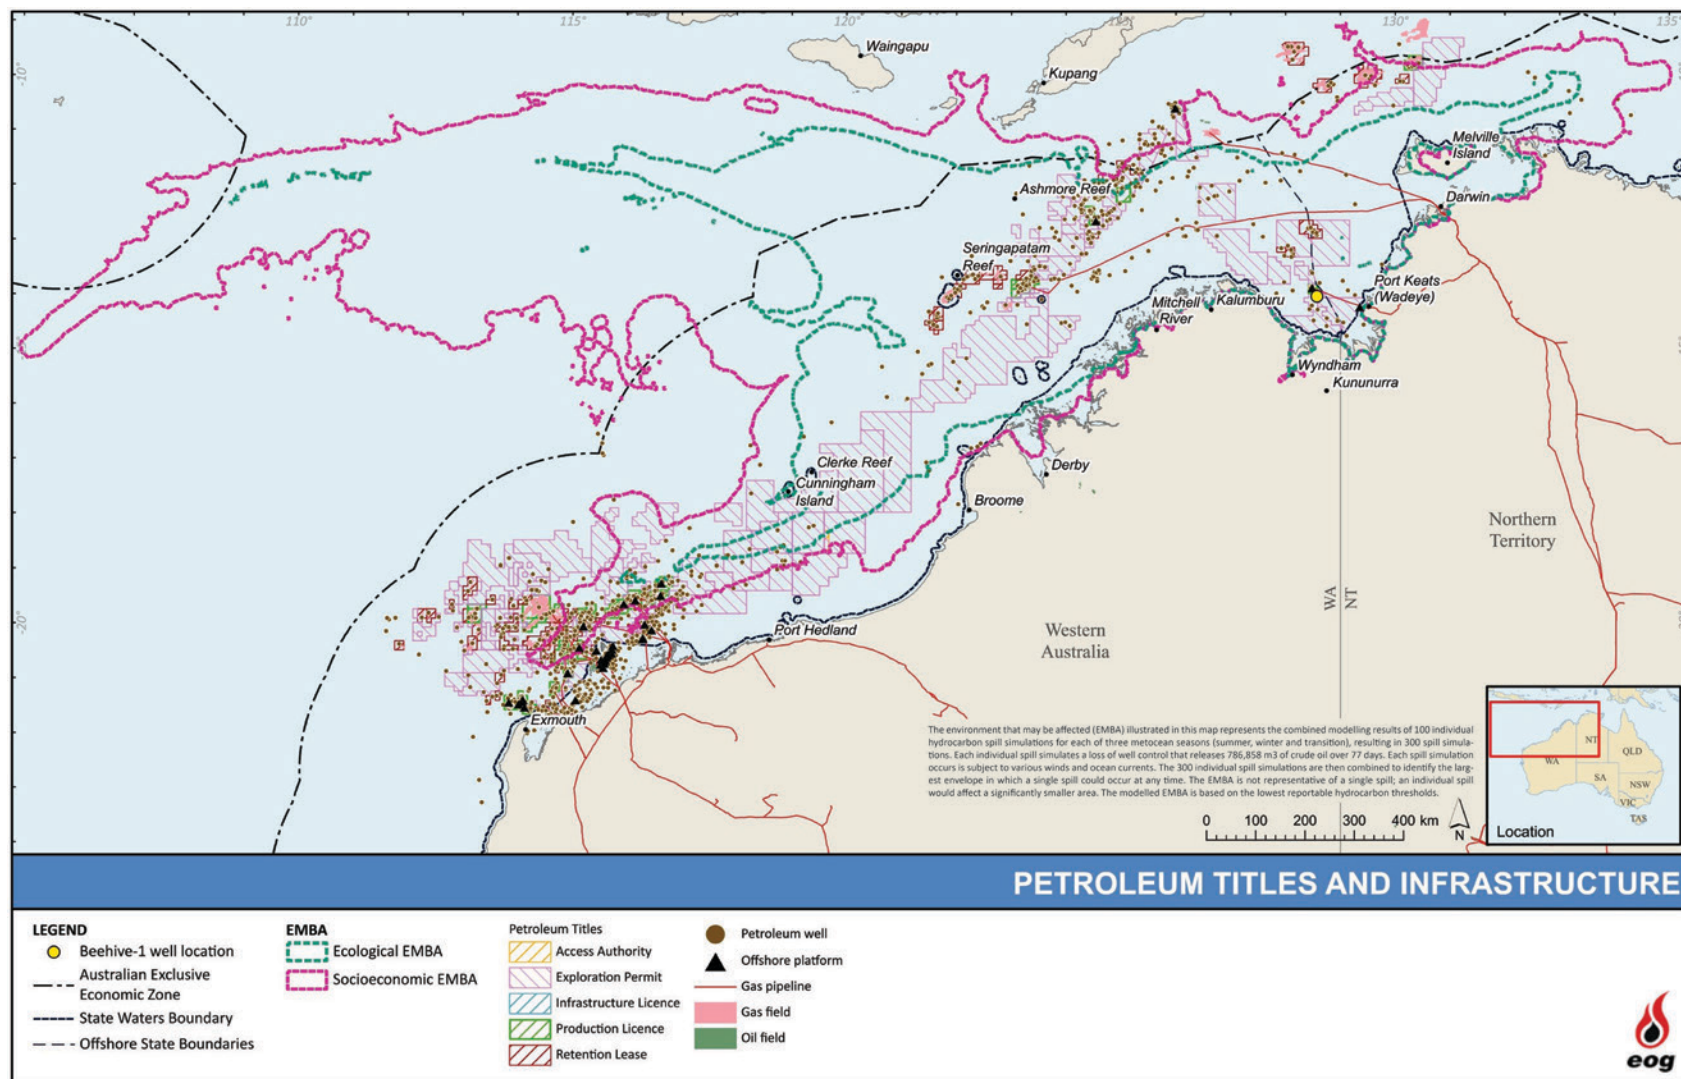 110°
115°
120°
125°
130°
135°
-10°
Waingapu
Kupang
Melville
Island
Ashmore Reef
Darwin
Seringapatam
Reef
Port Keats
(Wadeye)
Mitchell
River
Kalumburu
Wyndham
Kununurra
Clerke Reef
Cunningham
Island
Derby
Broome
Northern
Territory
WA
NT
-20°
Port Hedland
Western
Australia
Exmouth
The environment that may be affected (EMBA) illustrated in this map represents the combined modelling results of 100 individual
hydrocarbon spill simulations for each of three metocean seasons (summer, winter and transition), resulting in 300 spill simula-
tions. Each individual spill simulates a loss of well control that releases 786,858 m3 of crude oil over 77 days. Each spill simulation
occurs is subject to various winds and ocean currents. The 300 individual spill simulations are then combined to identify the larg-
est envelope in which a single spill could occur at any time. The EMBA is not representative of a single spill; an individual spill
would affect a significantly smaller area. The modelled EMBA is based on the lowest reportable hydrocarbon thresholds.
0 100 200 300 400 km
N
NT
QLD
WA
SA
NSW
VIC
TAS
Location
PETROLEUM TITLES AND INFRASTRUCTURE
LEGEND
Beehive-1 well location
Australian Exclusive
Economic Zone
State Waters Boundary
Offshore State Boundaries
EMBA
Ecological EMBA
Socioeconomic EMBA
Petroleum Titles
Access Authority
Exploration Permit
Infrastructure Licence
Production Licence
Retention Lease
Petroleum well
Offshore platform
Gas pipeline
Gas field
Oil field
eog